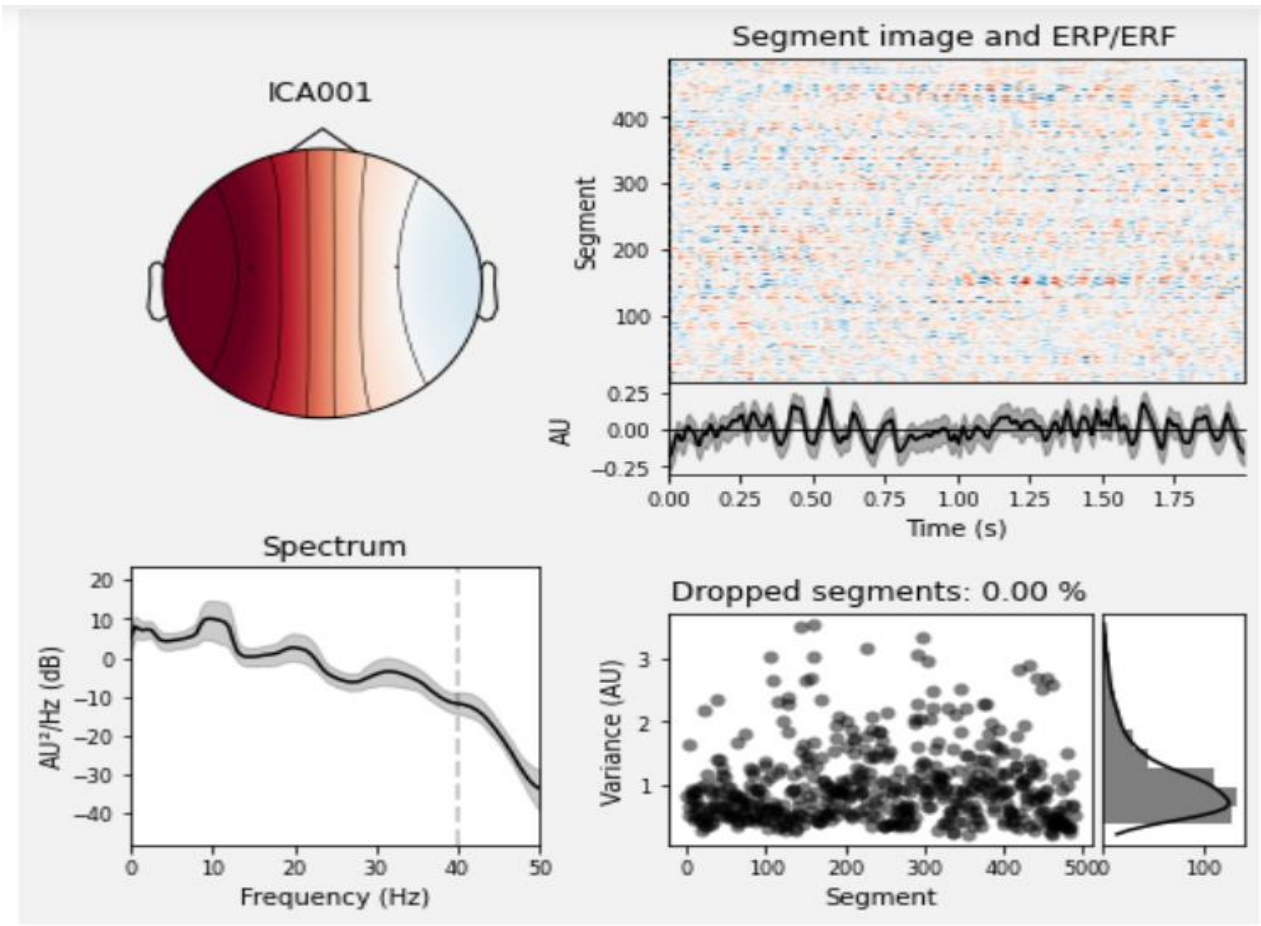 Segment image and ERP/ERF
ICA001
Segment
400
300
200
100
AU
0.25
0.00
−0.25
0.00 0.25 0.50 0.75 1.00 1.25 1.50 1.75
Time (s)
Spectrum
AU²/Hz (dB)
20
10
0
−10
−20
−30
−40
0 10 20 30 40 50
Frequency (Hz)
Dropped segments: 0.00 %
Variance (AU)
3
2
1
0 100 200 300 400 500 0 100
Segment